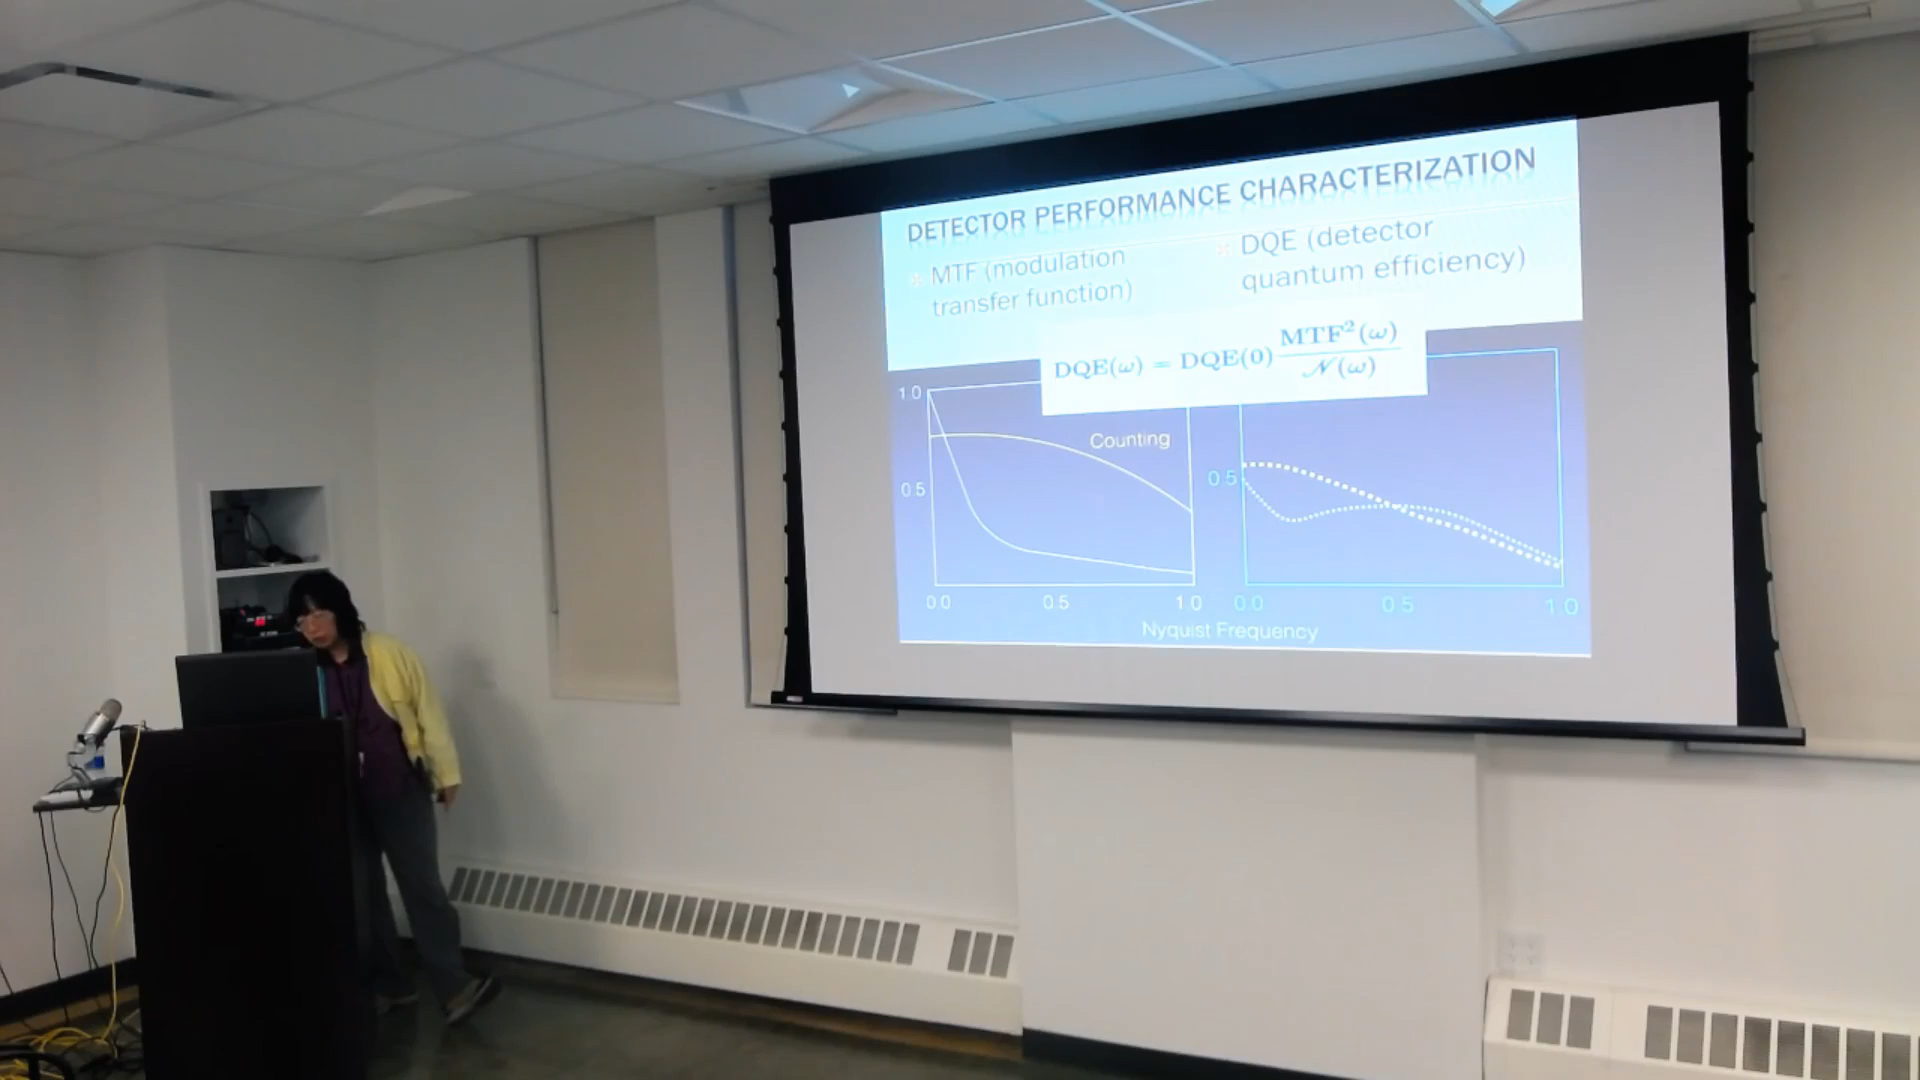 DETECTOR PERFORMANCE CHARACTERIZATION
MTF (modulation
transfer function)
DQE (detector
quantum efficiency)
DQE(ω) = DQE(0) MTF²(ω) / 𝒩(ω)
1.0
0.5
Counting
0.0 0.5 1.0
0.5
0.0 0.5 1.0
Nyquist Frequency